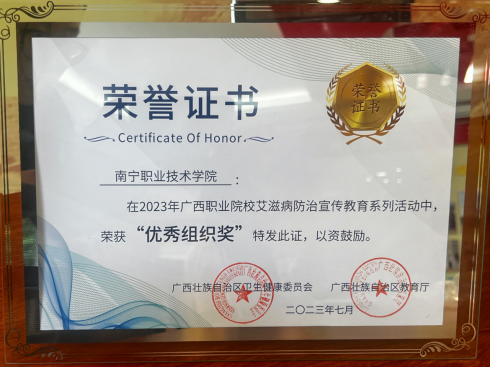 荣誉证书
荣誉
证书
Certificate Of Honor
南宁职业技术学院：
在2023年广西职业院校艾滋病防治宣传教育系列活动中，
荣获“优秀组织奖”特发此证，以资鼓励。
广西壮族自治区卫生健康委员会 广西壮族自治区教育厅
二〇二三年七月